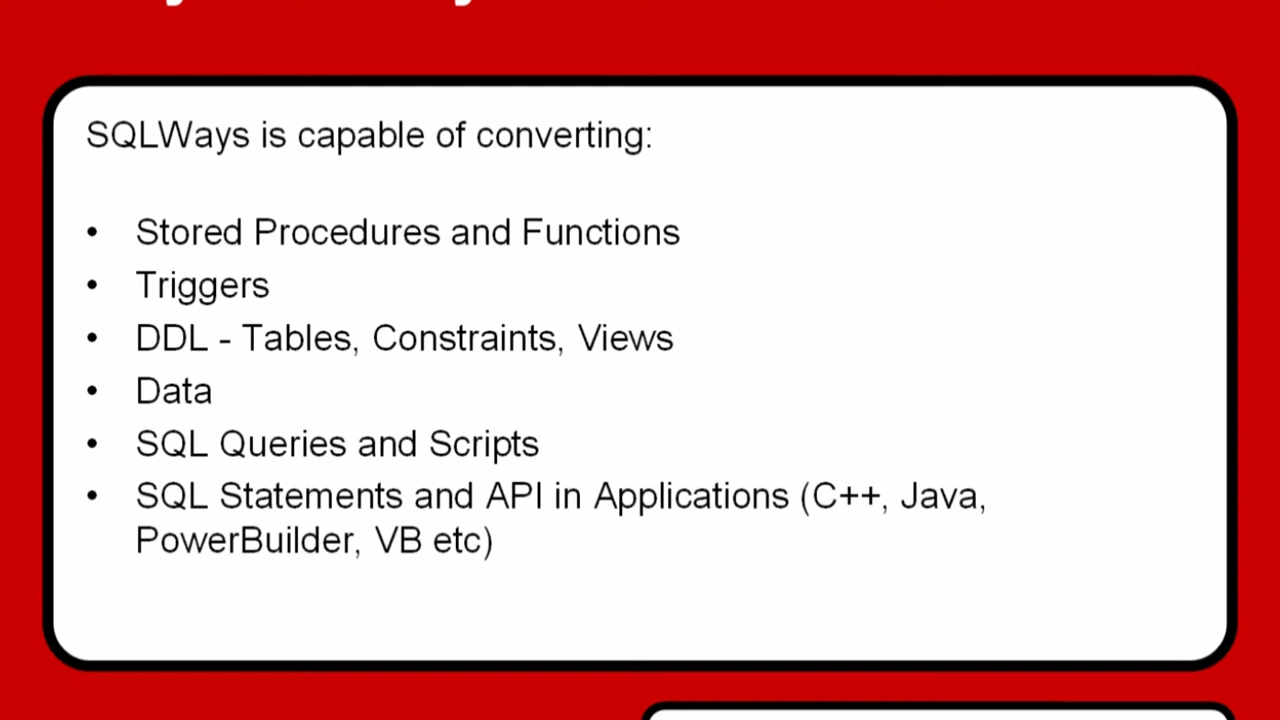 SQLWays is capable of converting:
• Stored Procedures and Functions
• Triggers
• DDL - Tables, Constraints, Views
• Data
• SQL Queries and Scripts
• SQL Statements and API in Applications (C++, Java,
PowerBuilder, VB etc)